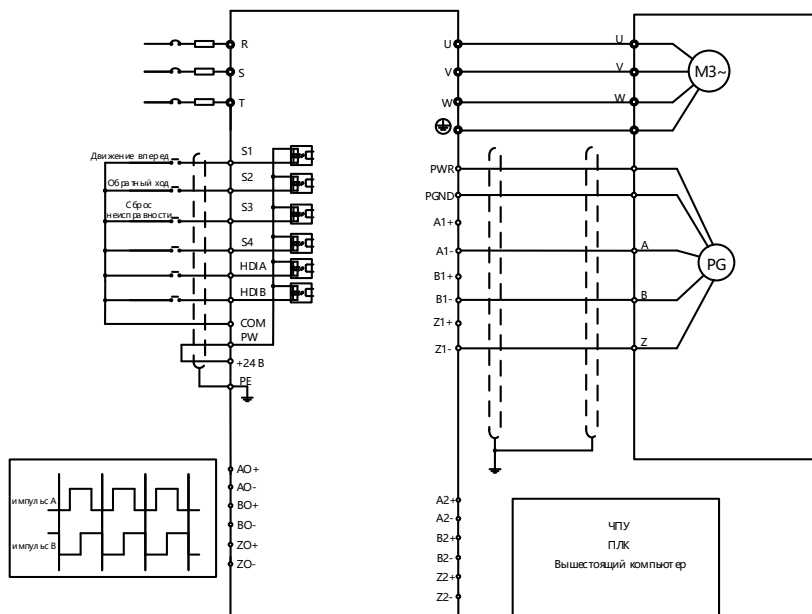 R
S
T
Движение вперед
S1
Обратный ход
S2
Сброс
неисправности
S3
S4
HDIA
HDIB
COM
PW
+24 В
PE
U
V
W
U
V
W
M3~
PWR
PGND
A1+
A1-
B1+
B1-
Z1+
Z1-
A
B
Z
PG
импульс A
импульс B
AO+
AO-
BO+
BO-
ZO+
ZO-
A2+
A2-
B2+
B2-
Z2+
Z2-
ЧПУ
ПЛК
Вышестоящий компьютер